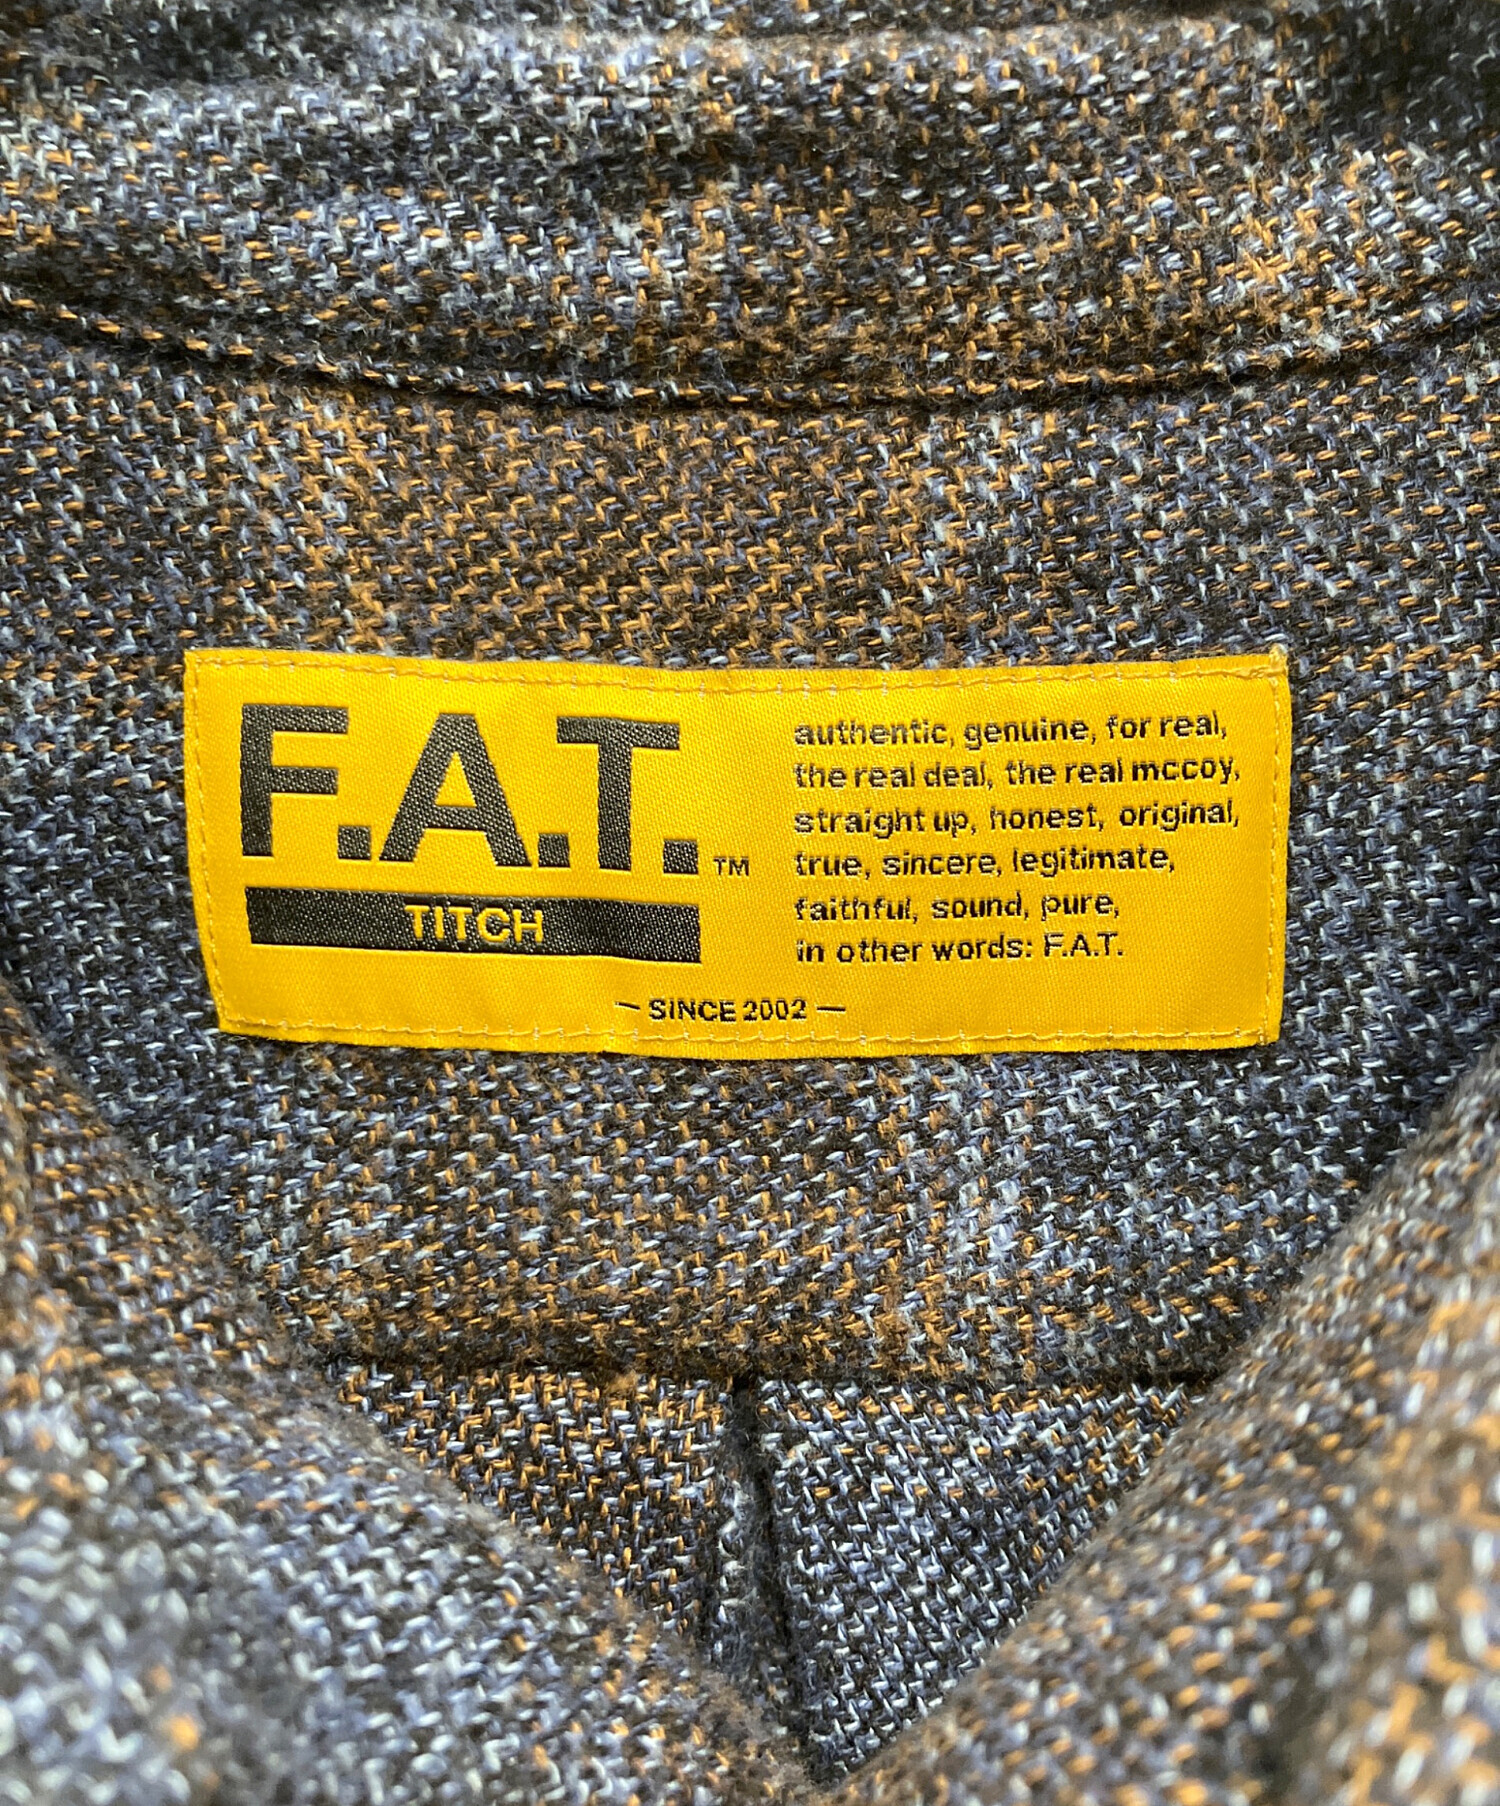 F.A.T.™
TITCH
authentic, genuine, for real,
the real deal, the real mccoy,
straight up, honest, original,
true, sincere, legitimate,
faithful, sound, pure,
in other words: F.A.T.
– SINCE 2002 –